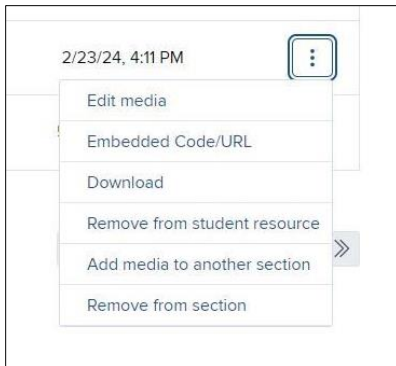 2/23/24, 4:11 PM
Edit media
Embedded Code/URL
Download
Remove from student resource
Add media to another section
Remove from section